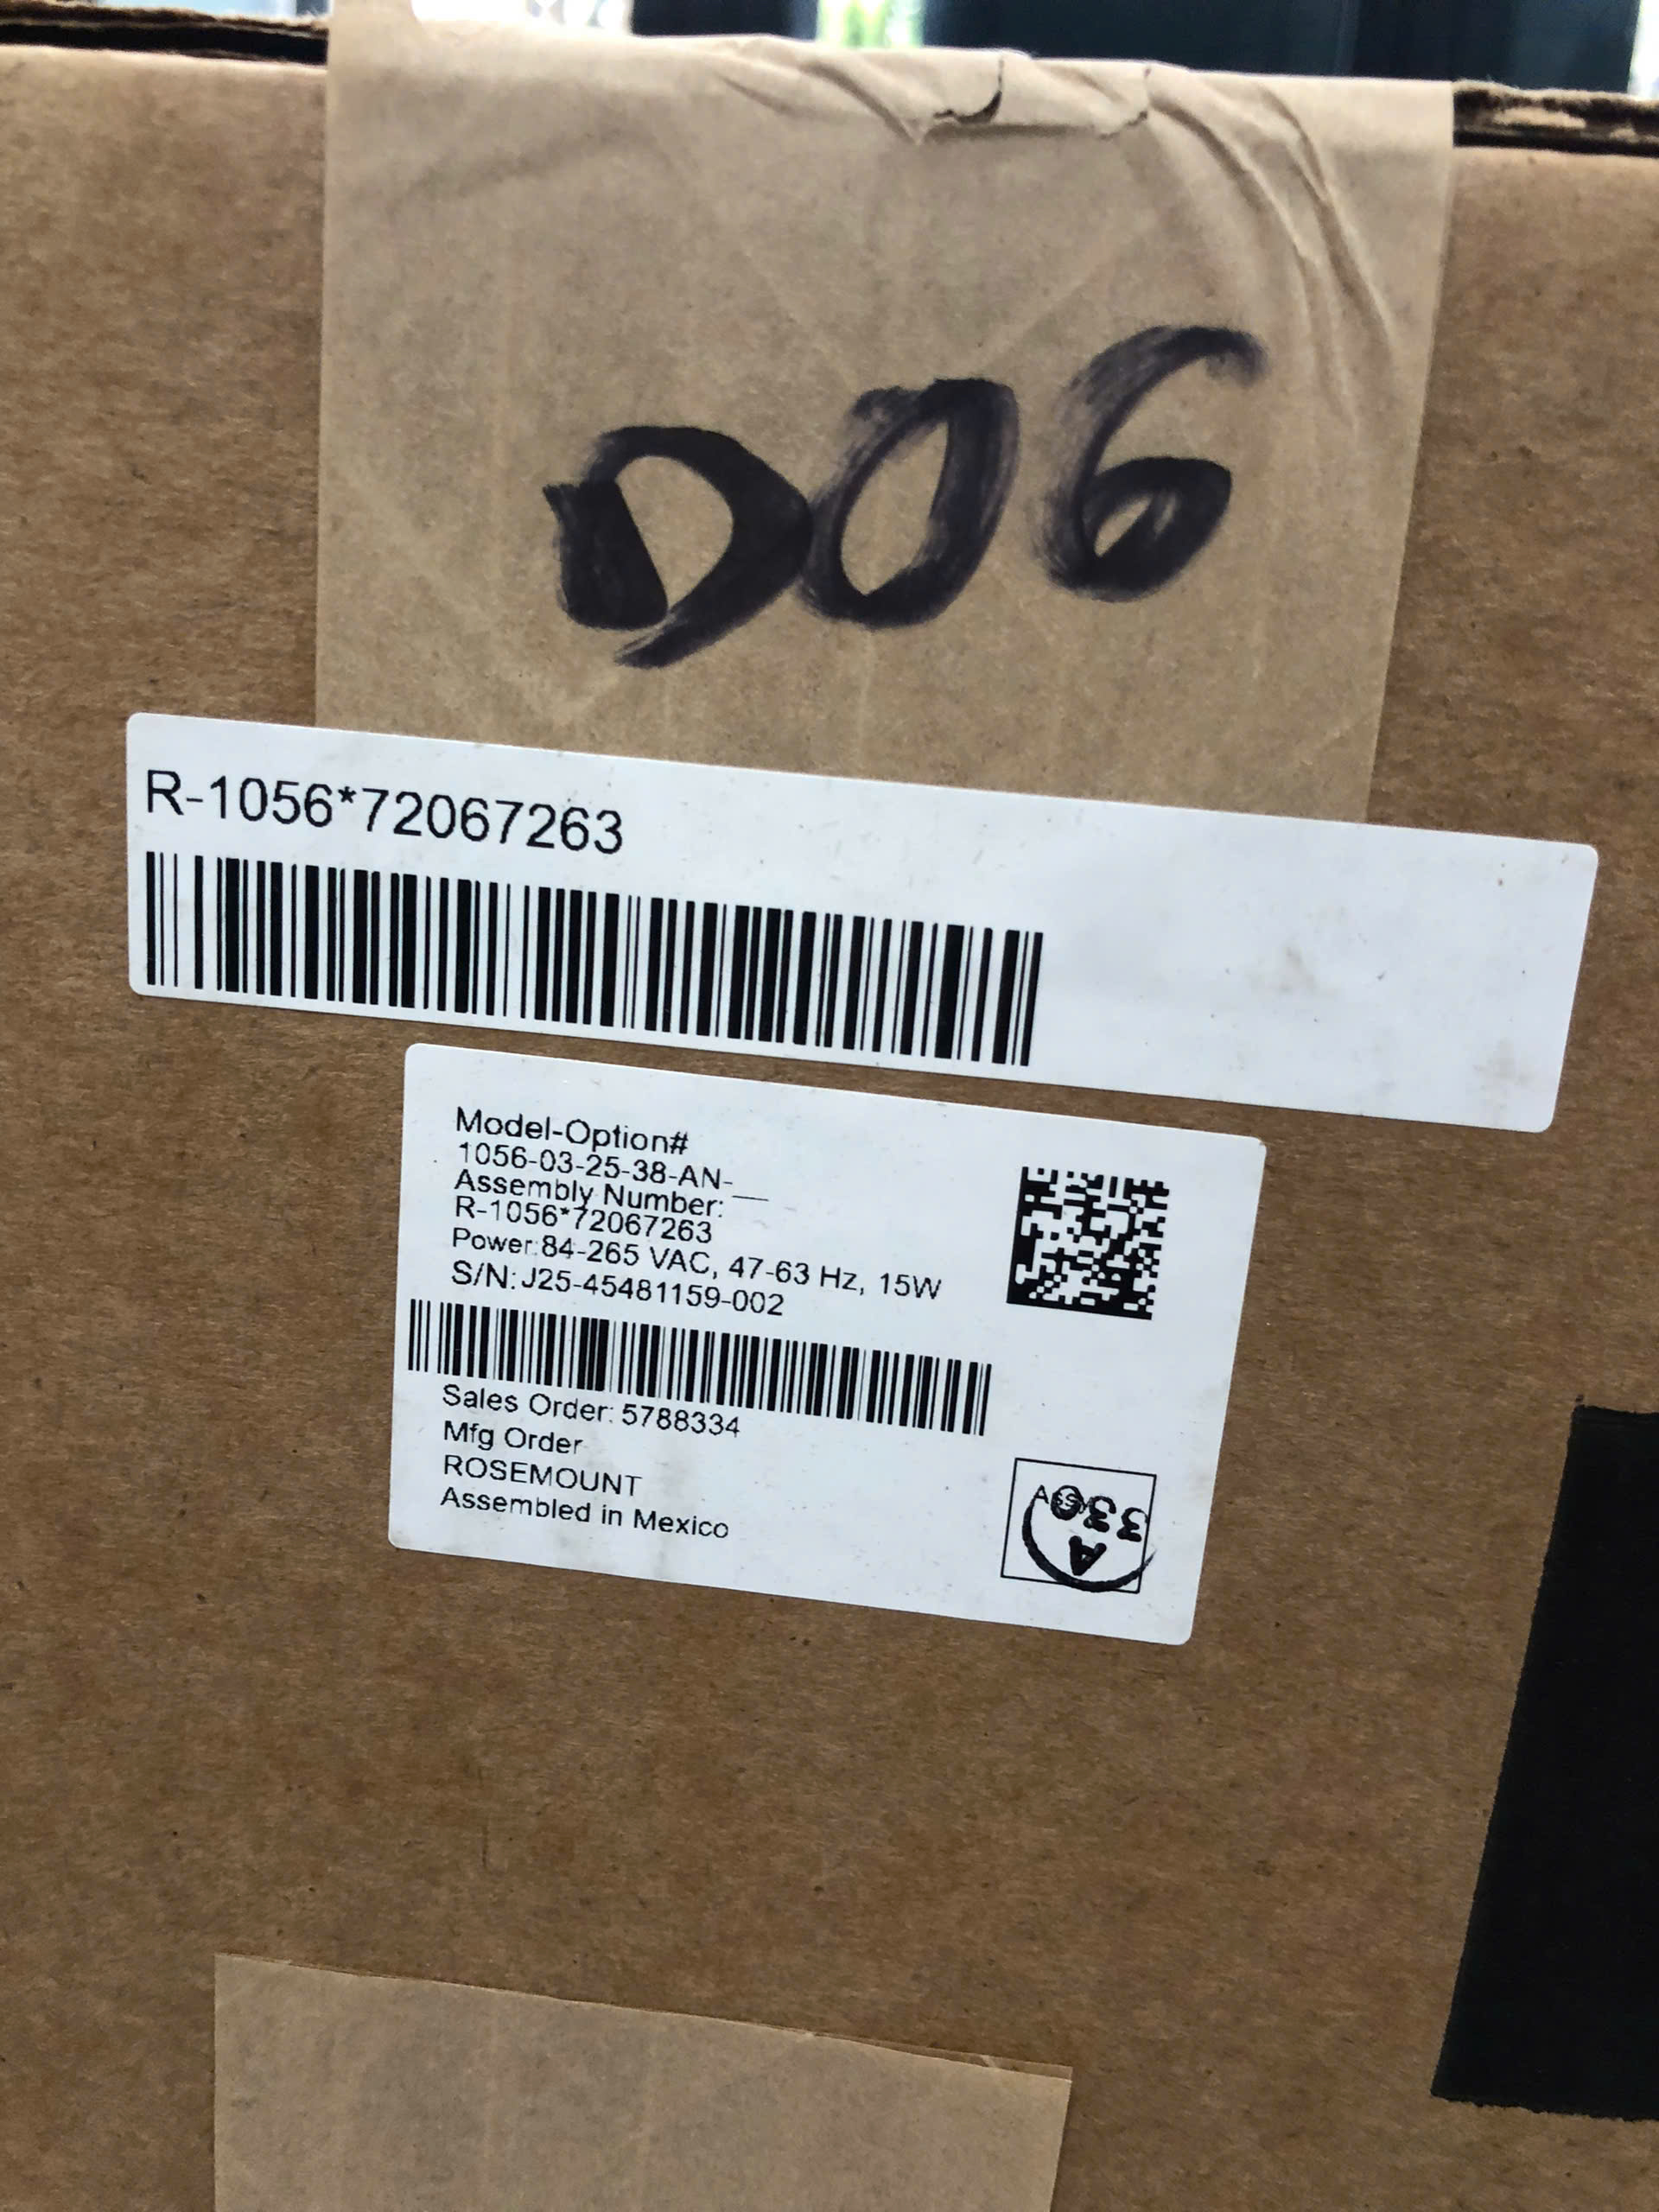 D06
R-1056*72067263
Model-Option#
1056-03-25-38-AN-__
Assembly Number:
R-1056*72067263
Power:84-265 VAC, 47-63 Hz, 15W
S/N:J25-45481159-002
Sales Order: 5788334
Mfg Order
ROSEMOUNT
Assembled in Mexico
A